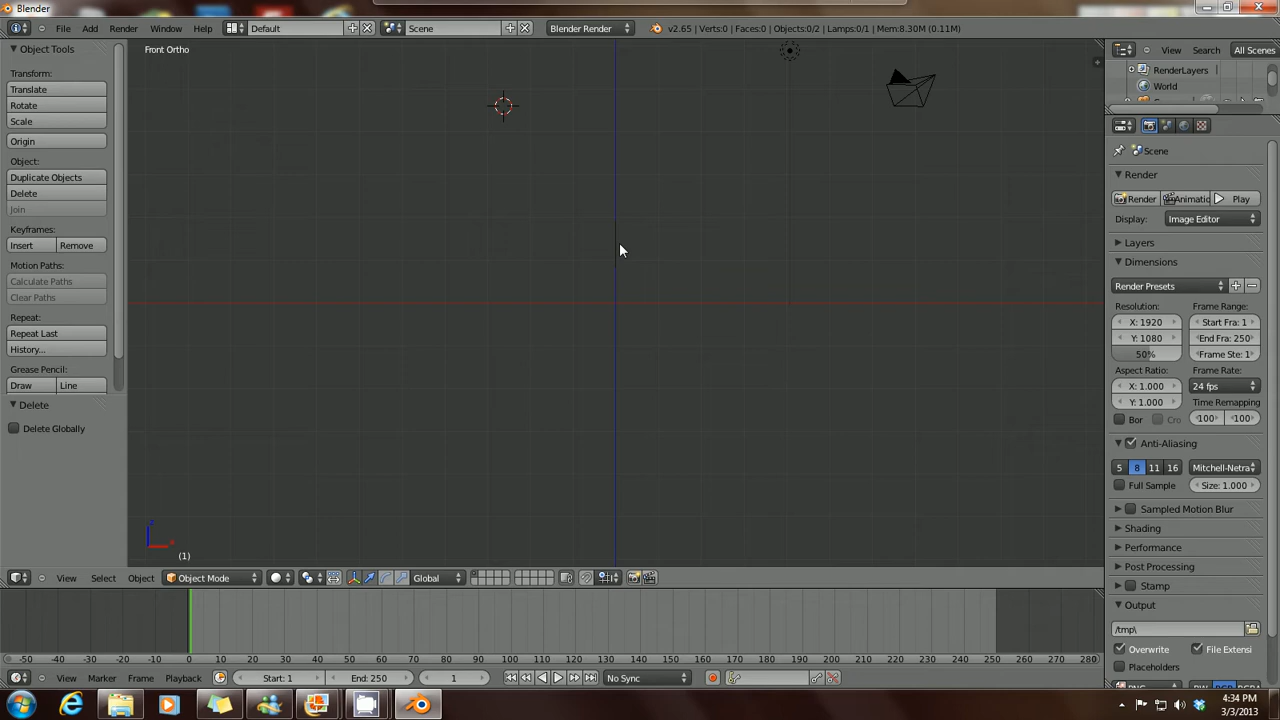 Blender
File Add Render Window Help Default Scene Blender Render v2.65 | Verts:0 | Faces:0 | Objects:0/2 | Lamps:0/1 | Mem:8.30M (0.11M)
Object Tools
Transform:
Translate
Rotate
Scale
Origin
Object:
Duplicate Objects
Delete
Join
Keyframes:
Insert Remove
Motion Paths:
Calculate Paths
Clear Paths
Repeat:
Repeat Last
History...
Grease Pencil:
Draw Line
Delete
Delete Globally
Front Ortho
z
x
(1)
View Select Object Object Mode Global
View Search All Scenes
RenderLayers
World
Scene
Render
Render Animatic Play
Display: Image Editor
Layers
Dimensions
Render Presets
Resolution: Frame Range:
X: 1920 Start Fra: 1
Y: 1080 End Fra: 250
50% Frame Ste: 1
Aspect Ratio: Frame Rate:
X: 1.000 24 fps
Y: 1.000 Time Remapping
Bor Cro 100 100
Anti-Aliasing
5 8 11 16 Mitchell-Netra
Full Sample Size: 1.000
Sampled Motion Blur
Shading
Performance
Post Processing
Stamp
Output
/tmp\
Overwrite File Extensi
Placeholders
-50 -40 -30 -20 -10 0 10 20 30 40 50 60 70 80 90 100 110 120 130 140 150 160 170 180 190 200 210 220 230 240 250 260 270 280
View Marker Frame Playback Start: 1 End: 250 1 No Sync
4:34 PM
3/3/2013